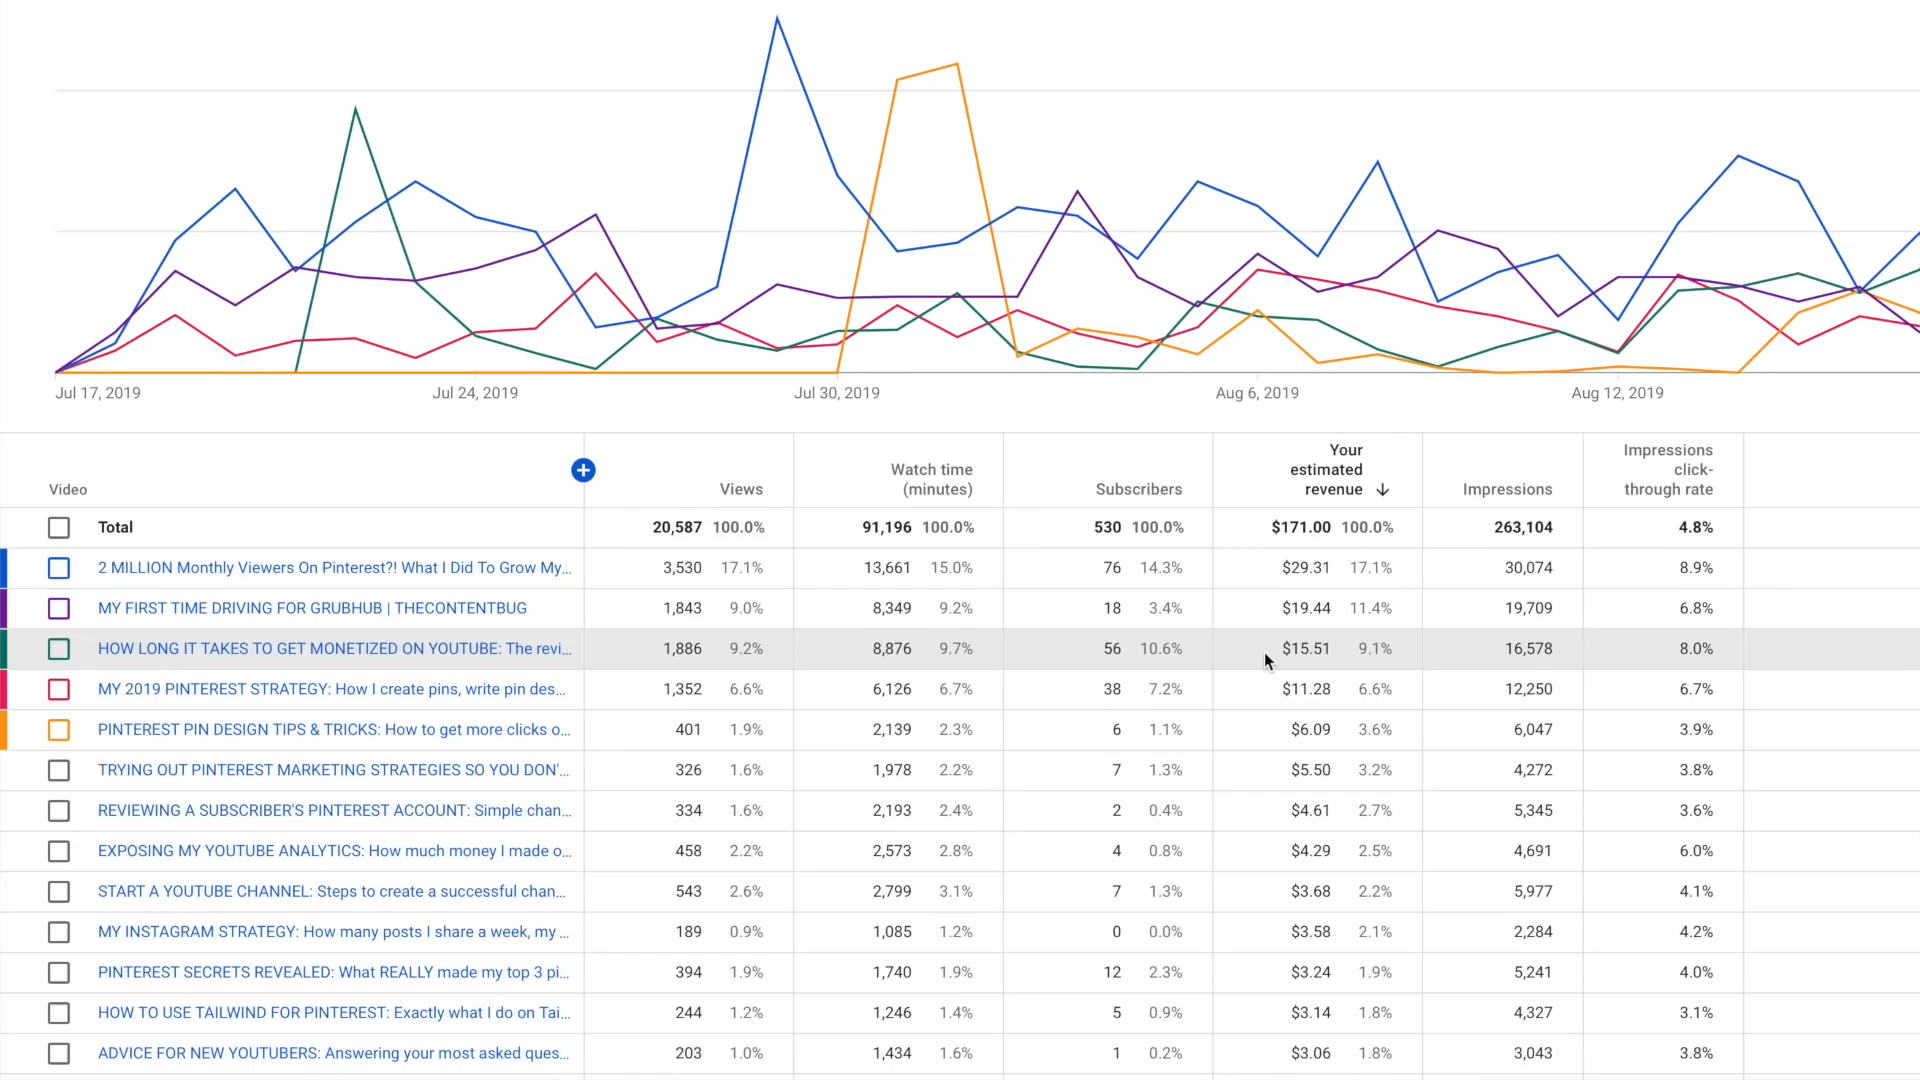 Jul 17, 2019 Jul 24, 2019 Jul 30, 2019 Aug 6, 2019 Aug 12, 2019
Video Views Watch time (minutes) Subscribers Your estimated revenue ↓ Impressions Impressions click-through rate
Total 20,587 100.0% 91,196 100.0% 530 100.0% $171.00 100.0% 263,104 4.8%
2 MILLION Monthly Viewers On Pinterest?! What I Did To Grow My... 3,530 17.1% 13,661 15.0% 76 14.3% $29.31 17.1% 30,074 8.9%
MY FIRST TIME DRIVING FOR GRUBHUB | THECONTENTBUG 1,843 9.0% 8,349 9.2% 18 3.4% $19.44 11.4% 19,709 6.8%
HOW LONG IT TAKES TO GET MONETIZED ON YOUTUBE: The revi... 1,886 9.2% 8,876 9.7% 56 10.6% $15.51 9.1% 16,578 8.0%
MY 2019 PINTEREST STRATEGY: How I create pins, write pin des... 1,352 6.6% 6,126 6.7% 38 7.2% $11.28 6.6% 12,250 6.7%
PINTEREST PIN DESIGN TIPS & TRICKS: How to get more clicks o... 401 1.9% 2,139 2.3% 6 1.1% $6.09 3.6% 6,047 3.9%
TRYING OUT PINTEREST MARKETING STRATEGIES SO YOU DON'... 326 1.6% 1,978 2.2% 7 1.3% $5.50 3.2% 4,272 3.8%
REVIEWING A SUBSCRIBER'S PINTEREST ACCOUNT: Simple chan... 334 1.6% 2,193 2.4% 2 0.4% $4.61 2.7% 5,345 3.6%
EXPOSING MY YOUTUBE ANALYTICS: How much money I made o... 458 2.2% 2,573 2.8% 4 0.8% $4.29 2.5% 4,691 6.0%
START A YOUTUBE CHANNEL: Steps to create a successful chan... 543 2.6% 2,799 3.1% 7 1.3% $3.68 2.2% 5,977 4.1%
MY INSTAGRAM STRATEGY: How many posts I share a week, my ... 189 0.9% 1,085 1.2% 0 0.0% $3.58 2.1% 2,284 4.2%
PINTEREST SECRETS REVEALED: What REALLY made my top 3 pi... 394 1.9% 1,740 1.9% 12 2.3% $3.24 1.9% 5,241 4.0%
HOW TO USE TAILWIND FOR PINTEREST: Exactly what I do on Tai... 244 1.2% 1,246 1.4% 5 0.9% $3.14 1.8% 4,327 3.1%
ADVICE FOR NEW YOUTUBERS: Answering your most asked ques... 203 1.0% 1,434 1.6% 1 0.2% $3.06 1.8% 3,043 3.8%